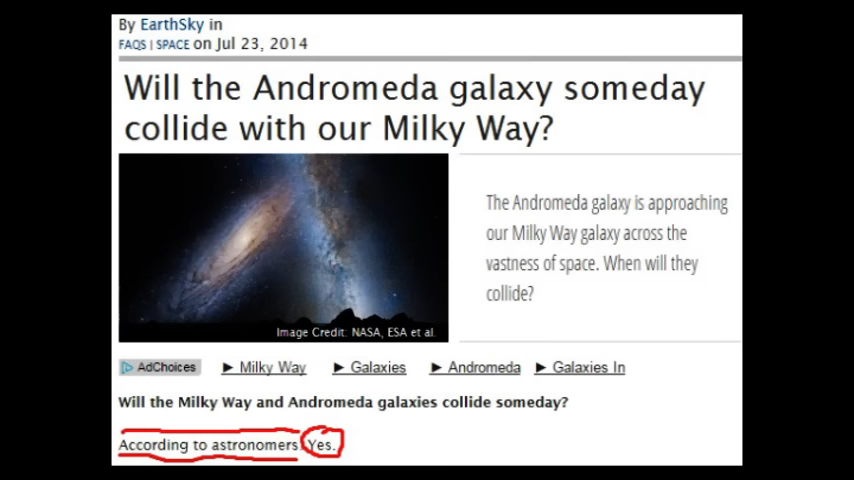 By EarthSky in
FAQS | SPACE on Jul 23, 2014
Will the Andromeda galaxy someday
collide with our Milky Way?
The Andromeda galaxy is approaching
our Milky Way galaxy across the
vastness of space. When will they
collide?
Image Credit: NASA, ESA et al.
AdChoices ► Milky Way ► Galaxies ► Andromeda ► Galaxies In
Will the Milky Way and Andromeda galaxies collide someday?
According to astronomers. Yes.